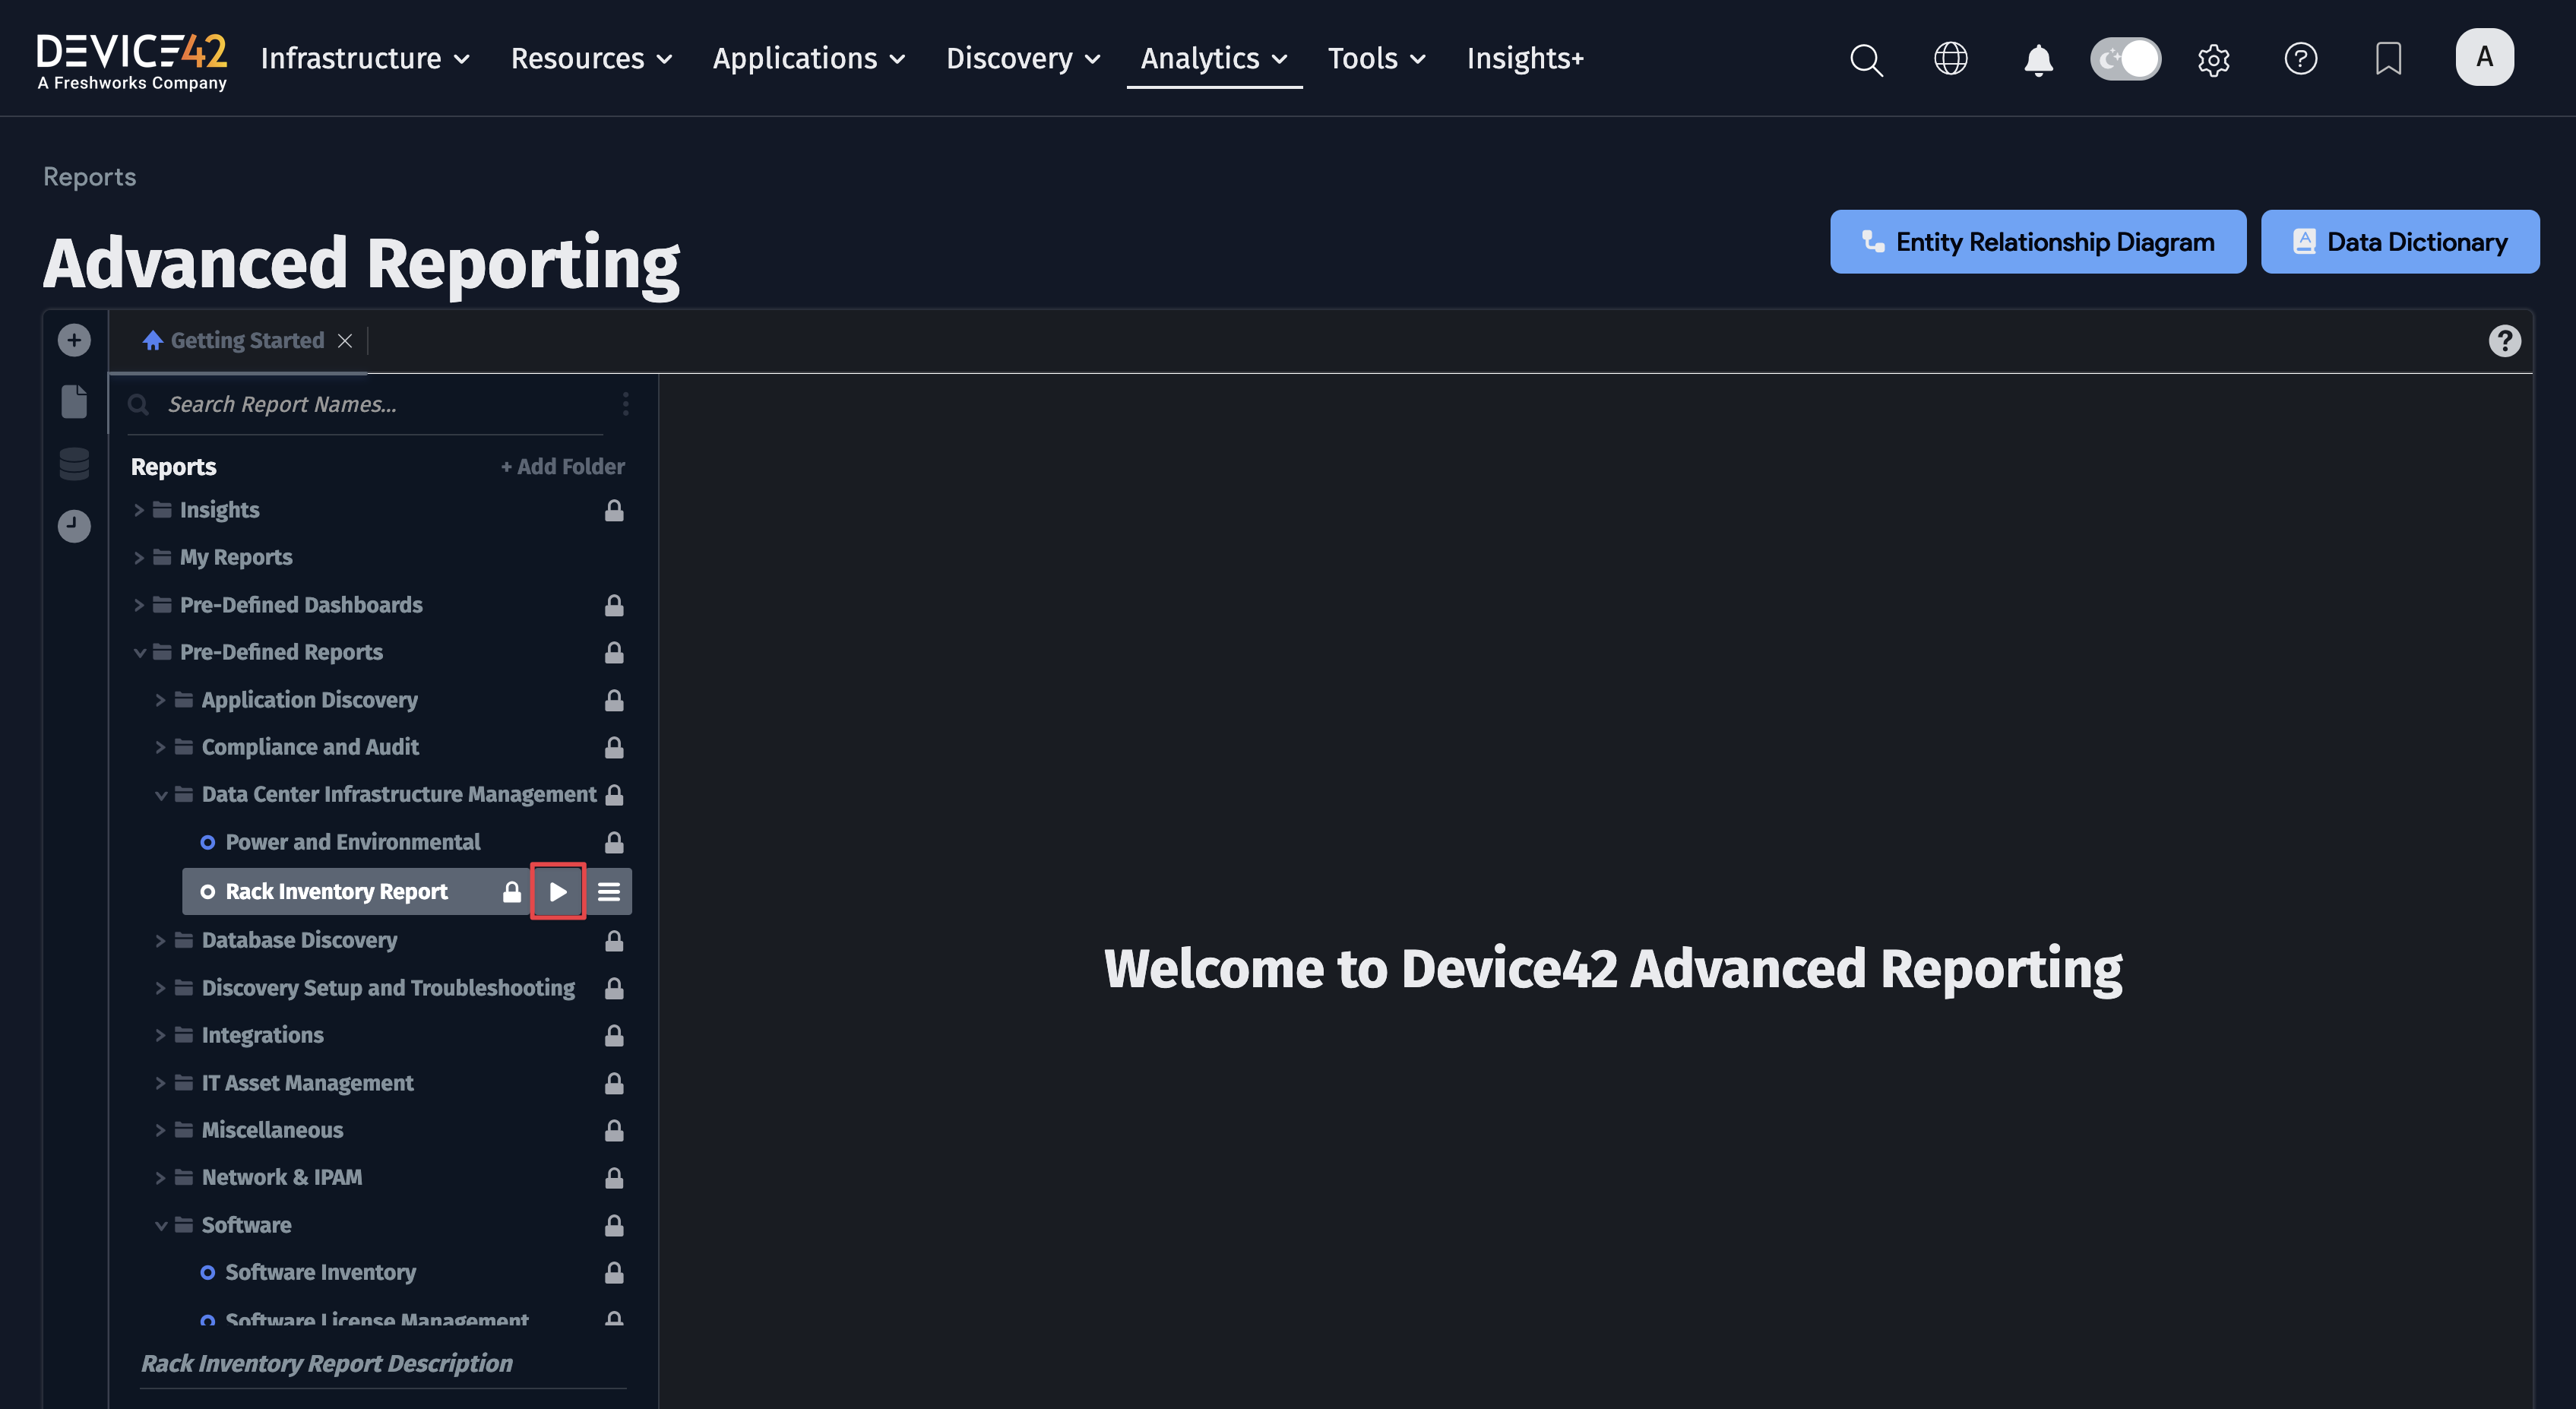 DEVICE42
A Freshworks Company
Infrastructure
Resources
Applications
Discovery
Analytics
Tools
Insights+
A
Reports
Advanced Reporting
Entity Relationship Diagram
Data Dictionary
Getting Started
Search Report Names...
Reports
+ Add Folder
Insights
My Reports
Pre-Defined Dashboards
Pre-Defined Reports
Application Discovery
Compliance and Audit
Data Center Infrastructure Management
Power and Environmental
Rack Inventory Report
Database Discovery
Discovery Setup and Troubleshooting
Integrations
IT Asset Management
Miscellaneous
Network & IPAM
Software
Software Inventory
Software License Management
Rack Inventory Report Description
Welcome to Device42 Advanced Reporting